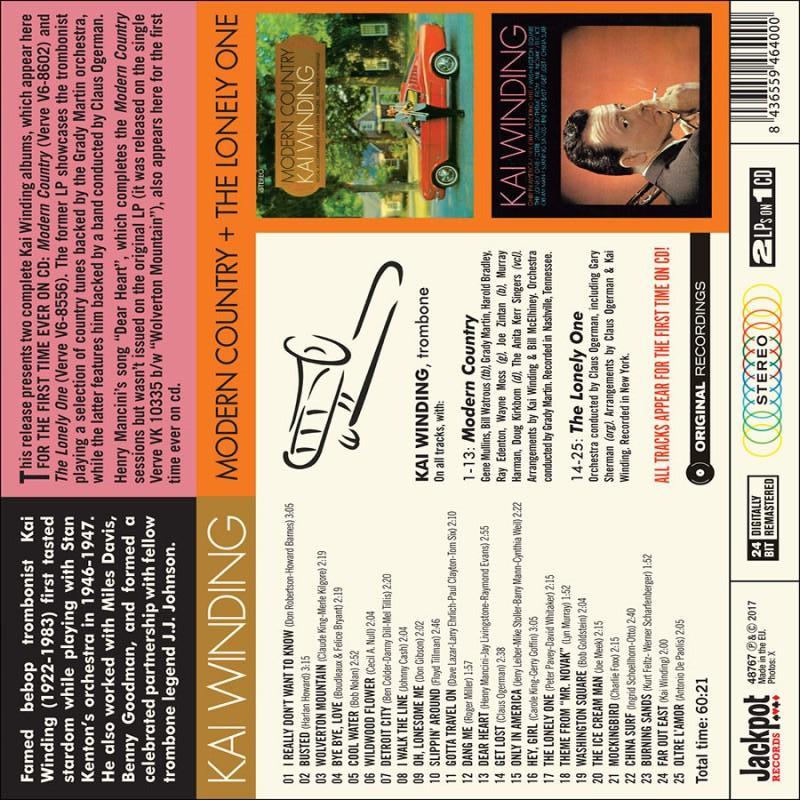 Famed bebop trombonist Kai
Winding (1922-1983) first tasted
stardom while playing with Stan
Kenton's orchestra in 1946-1947.
He also worked with Miles Davis,
Benny Goodman, and formed a
celebrated partnership with fellow
trombone legend J.J. Johnson.
This release presents two complete Kai Winding albums, which appear here
FOR THE FIRST TIME EVER ON CD: Modern Country (Verve V6-8602) and
The Lonely One (Verve V6-8556). The former LP showcases the trombonist
playing a selection of country tunes backed by the Grady Martin orchestra,
while the latter features him backed by a band conducted by Claus Ogerman.
Henry Mancini's song "Dear Heart", which completes the Modern Country
sessions but wasn't issued on the original LP (it was released on the single
Verve VK 10335 b/w "Wolverton Mountain"), also appears here for the first
time ever on cd.
KAI WINDING
MODERN COUNTRY + THE LONELY ONE
01 I REALLY DON'T WANT TO KNOW (Don Robertson-Howard Barnes) 3:05
02 BUSTED (Harlan Howard) 3:15
03 WOLVERTON MOUNTAIN (Claude King-Merle Kilgore) 2:19
04 BYE BYE, LOVE (Boudleaux & Felice Bryant) 2:19
05 COOL WATER (Bob Nolan) 2:52
06 WILDWOOD FLOWER (Cecil A. Null) 2:04
07 DETROIT CITY (Ben Colder-Danny Dill-Mel Tillis) 2:20
08 I WALK THE LINE (Johnny Cash) 2:04
09 OH, LONESOME ME (Don Gibson) 2:02
10 SLIPPIN' AROUND (Floyd Tillman) 2:46
11 GOTTA TRAVEL ON (Dave Lazar-Larry Ehrlich-Paul Clayton-Tom Six) 2:10
12 DANG ME (Roger Miller) 1:57
13 DEAR HEART (Henry Mancini-Jay Livingstone-Raymond Evans) 2:55
14 GET LOST (Claus Ogerman) 2:38
15 ONLY IN AMERICA (Jerry Leiber-Mike Stoller-Barry Mann-Cynthia Weil) 2:22
16 HEY, GIRL (Carole King-Gerry Goffin) 3:05
17 THE LONELY ONE (Peter Pavey-David Whitaker) 2:15
18 THEME FROM "MR. NOVAK" (Lyn Murray) 1:52
19 WASHINGTON SQUARE (Bob Goldstein) 2:04
20 THE ICE CREAM MAN (Joe Meek) 2:15
21 MOCKINGBIRD (Charlie Foxx) 2:15
22 CHINA SURF (Ingrid Schoellhorn-Otto) 2:40
23 BURNING SANDS (Kurt Feltz- Werner Scharfenberger) 1:52
24 FAR OUT EAST (Kai Winding) 2:00
25 OLTRE L'AMOR (Antonio De Paolis) 2:05
Total time: 60:21
KAI WINDING, trombone
On all tracks, with:
1-13: Modern Country
Gene Mullins, Bill Watrous (tb), Grady Martin, Harold Bradley,
Ray Edenton, Wayne Moss (g), Joe Zintan (b), Murray
Harman, Doug Kirkbom (d), The Anita Kerr Singers (vcl).
Arrangements by Kai Winding & Bill McElhiney. Orchestra
conducted by Grady Martin. Recorded in Nashville, Tennessee.
14-25: The Lonely One
Orchestra conducted by Claus Ogerman, including Gary
Sherman (org). Arrangements by Claus Ogerman & Kai
Winding. Recorded in New York.
ALL TRACKS APPEAR FOR THE FIRST TIME ON CD!
ORIGINAL RECORDINGS
STEREO
MODERN COUNTRY
KAI WINDING
KAI WINDING
Jackpot
RECORDS
48767 ℗ & © 2017
Made in the EU.
Photos: X
24 BIT
DIGITALLY
REMASTERED
STEREO
2 LPs ON 1 CD
8 436559 464000